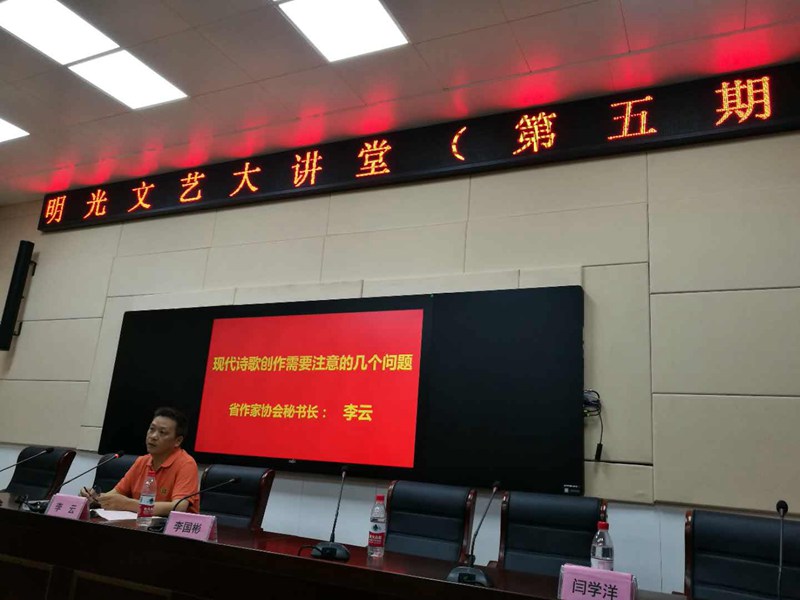 明光文艺大讲堂（第五期
现代诗歌创作需要注意的几个问题
省作家协会秘书长： 李云
李 云
李国彬
闫学洋